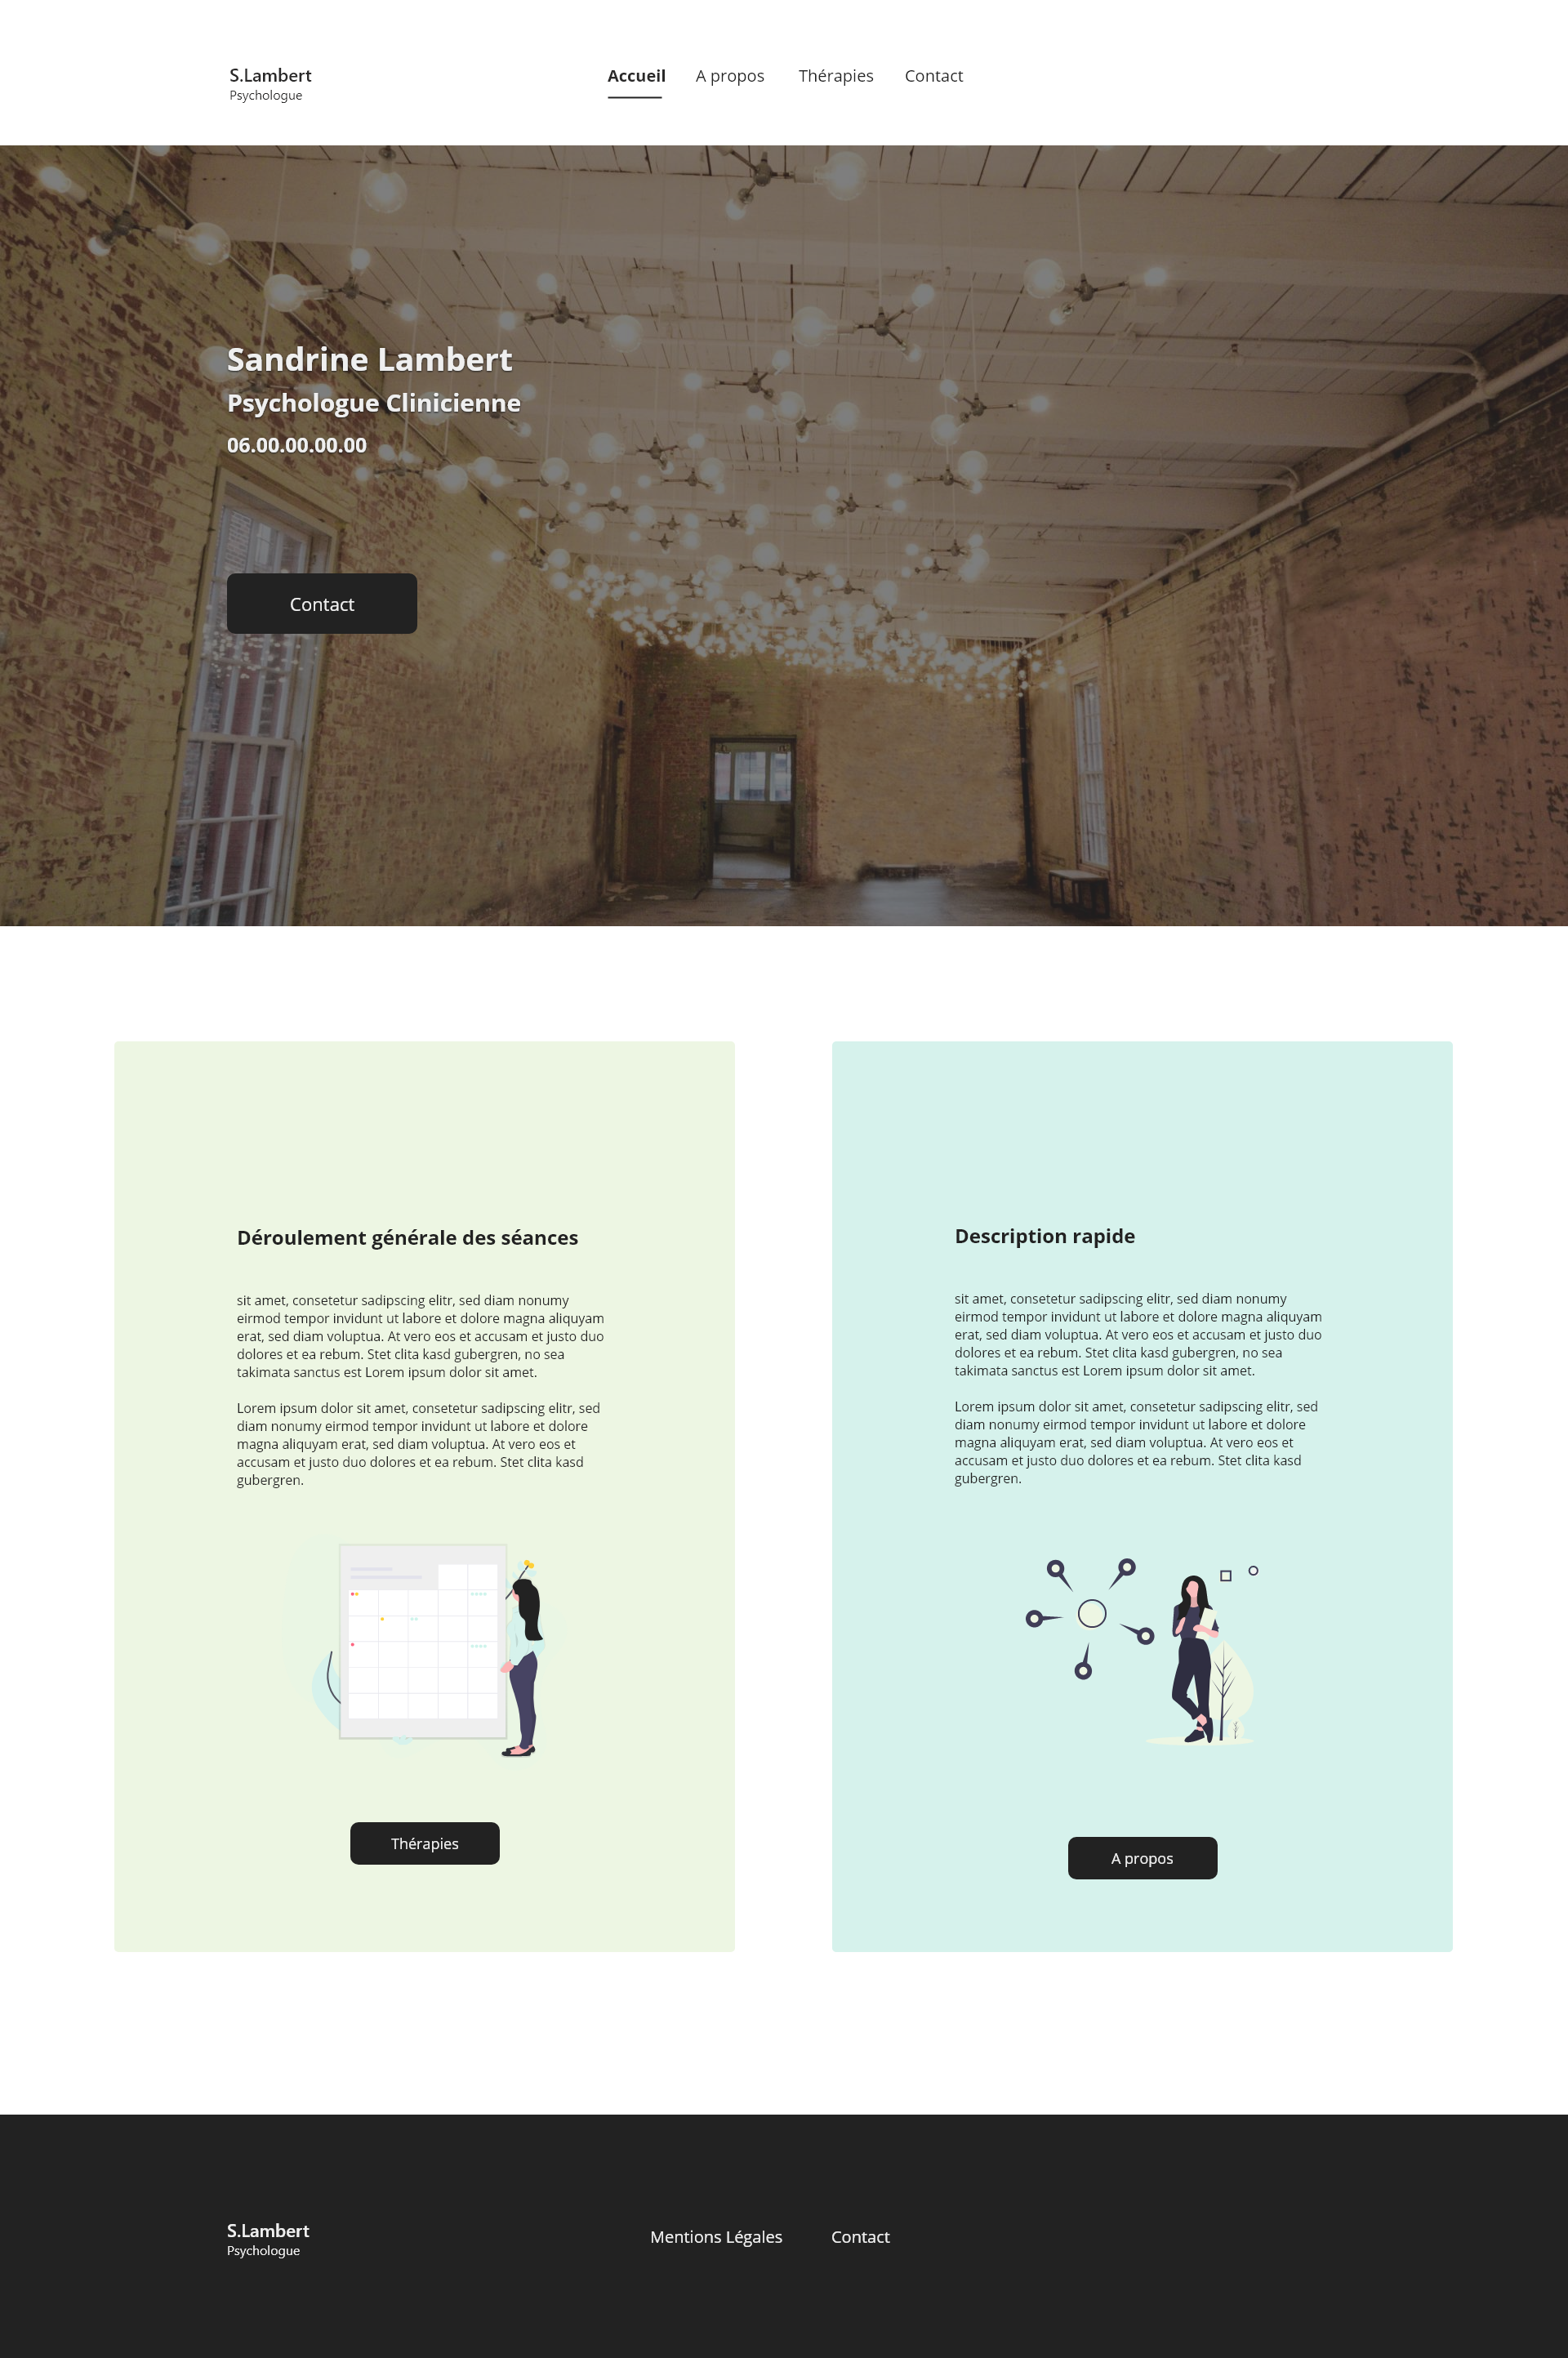 S.Lambert
Psychologue
Accueil A propos Thérapies Contact
Sandrine Lambert
Psychologue Clinicienne
06.00.00.00.00
Contact
Déroulement générale des séances
sit amet, consetetur sadipscing elitr, sed diam nonumy
eirmod tempor invidunt ut labore et dolore magna aliquyam
erat, sed diam voluptua. At vero eos et accusam et justo duo
dolores et ea rebum. Stet clita kasd gubergren, no sea
takimata sanctus est Lorem ipsum dolor sit amet.
Lorem ipsum dolor sit amet, consetetur sadipscing elitr, sed
diam nonumy eirmod tempor invidunt ut labore et dolore
magna aliquyam erat, sed diam voluptua. At vero eos et
accusam et justo duo dolores et ea rebum. Stet clita kasd
gubergren.
Thérapies
Description rapide
sit amet, consetetur sadipscing elitr, sed diam nonumy
eirmod tempor invidunt ut labore et dolore magna aliquyam
erat, sed diam voluptua. At vero eos et accusam et justo duo
dolores et ea rebum. Stet clita kasd gubergren, no sea
takimata sanctus est Lorem ipsum dolor sit amet.
Lorem ipsum dolor sit amet, consetetur sadipscing elitr, sed
diam nonumy eirmod tempor invidunt ut labore et dolore
magna aliquyam erat, sed diam voluptua. At vero eos et
accusam et justo duo dolores et ea rebum. Stet clita kasd
gubergren.
A propos
S.Lambert
Psychologue
Mentions Légales Contact